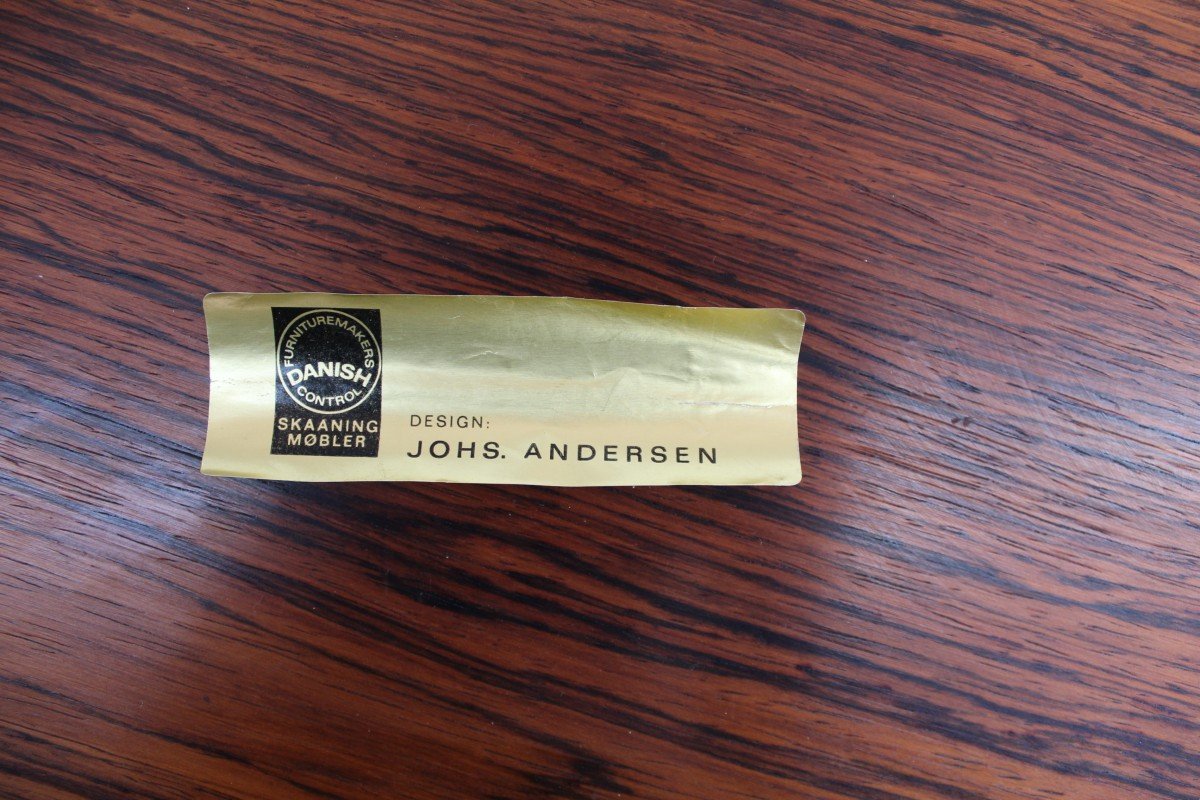 FURNITUREMAKERS
DANISH
CONTROL
SKAANING
MØBLER
DESIGN:
JOHS. ANDERSEN